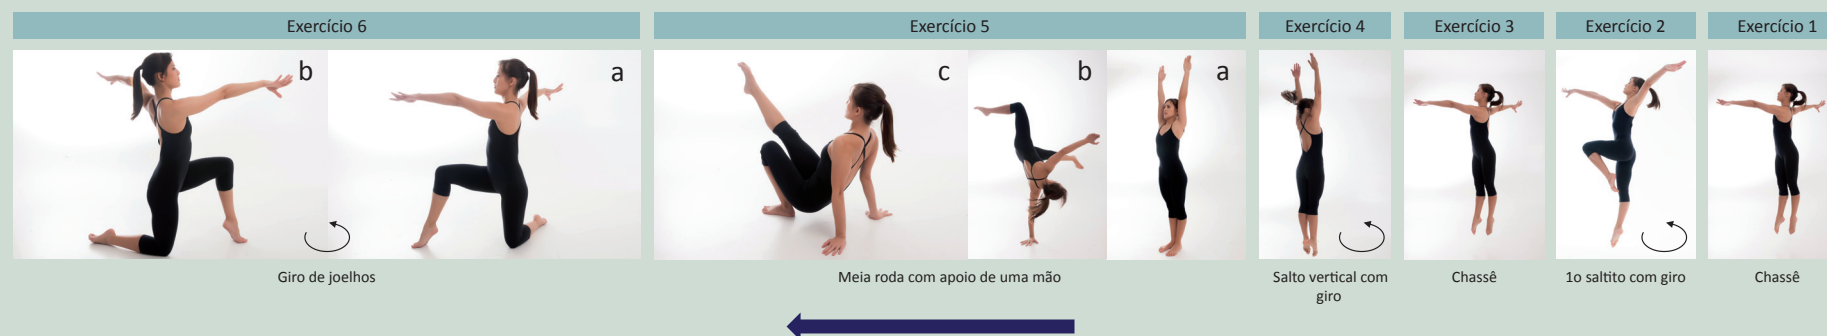 Exercício 6
Exercício 5
Exercício 4
Exercício 3
Exercício 2
Exercício 1
b
a
c
b
a
Giro de joelhos
Meia roda com apoio de uma mão
Salto vertical com
giro
Chassê
1o saltito com giro
Chassê